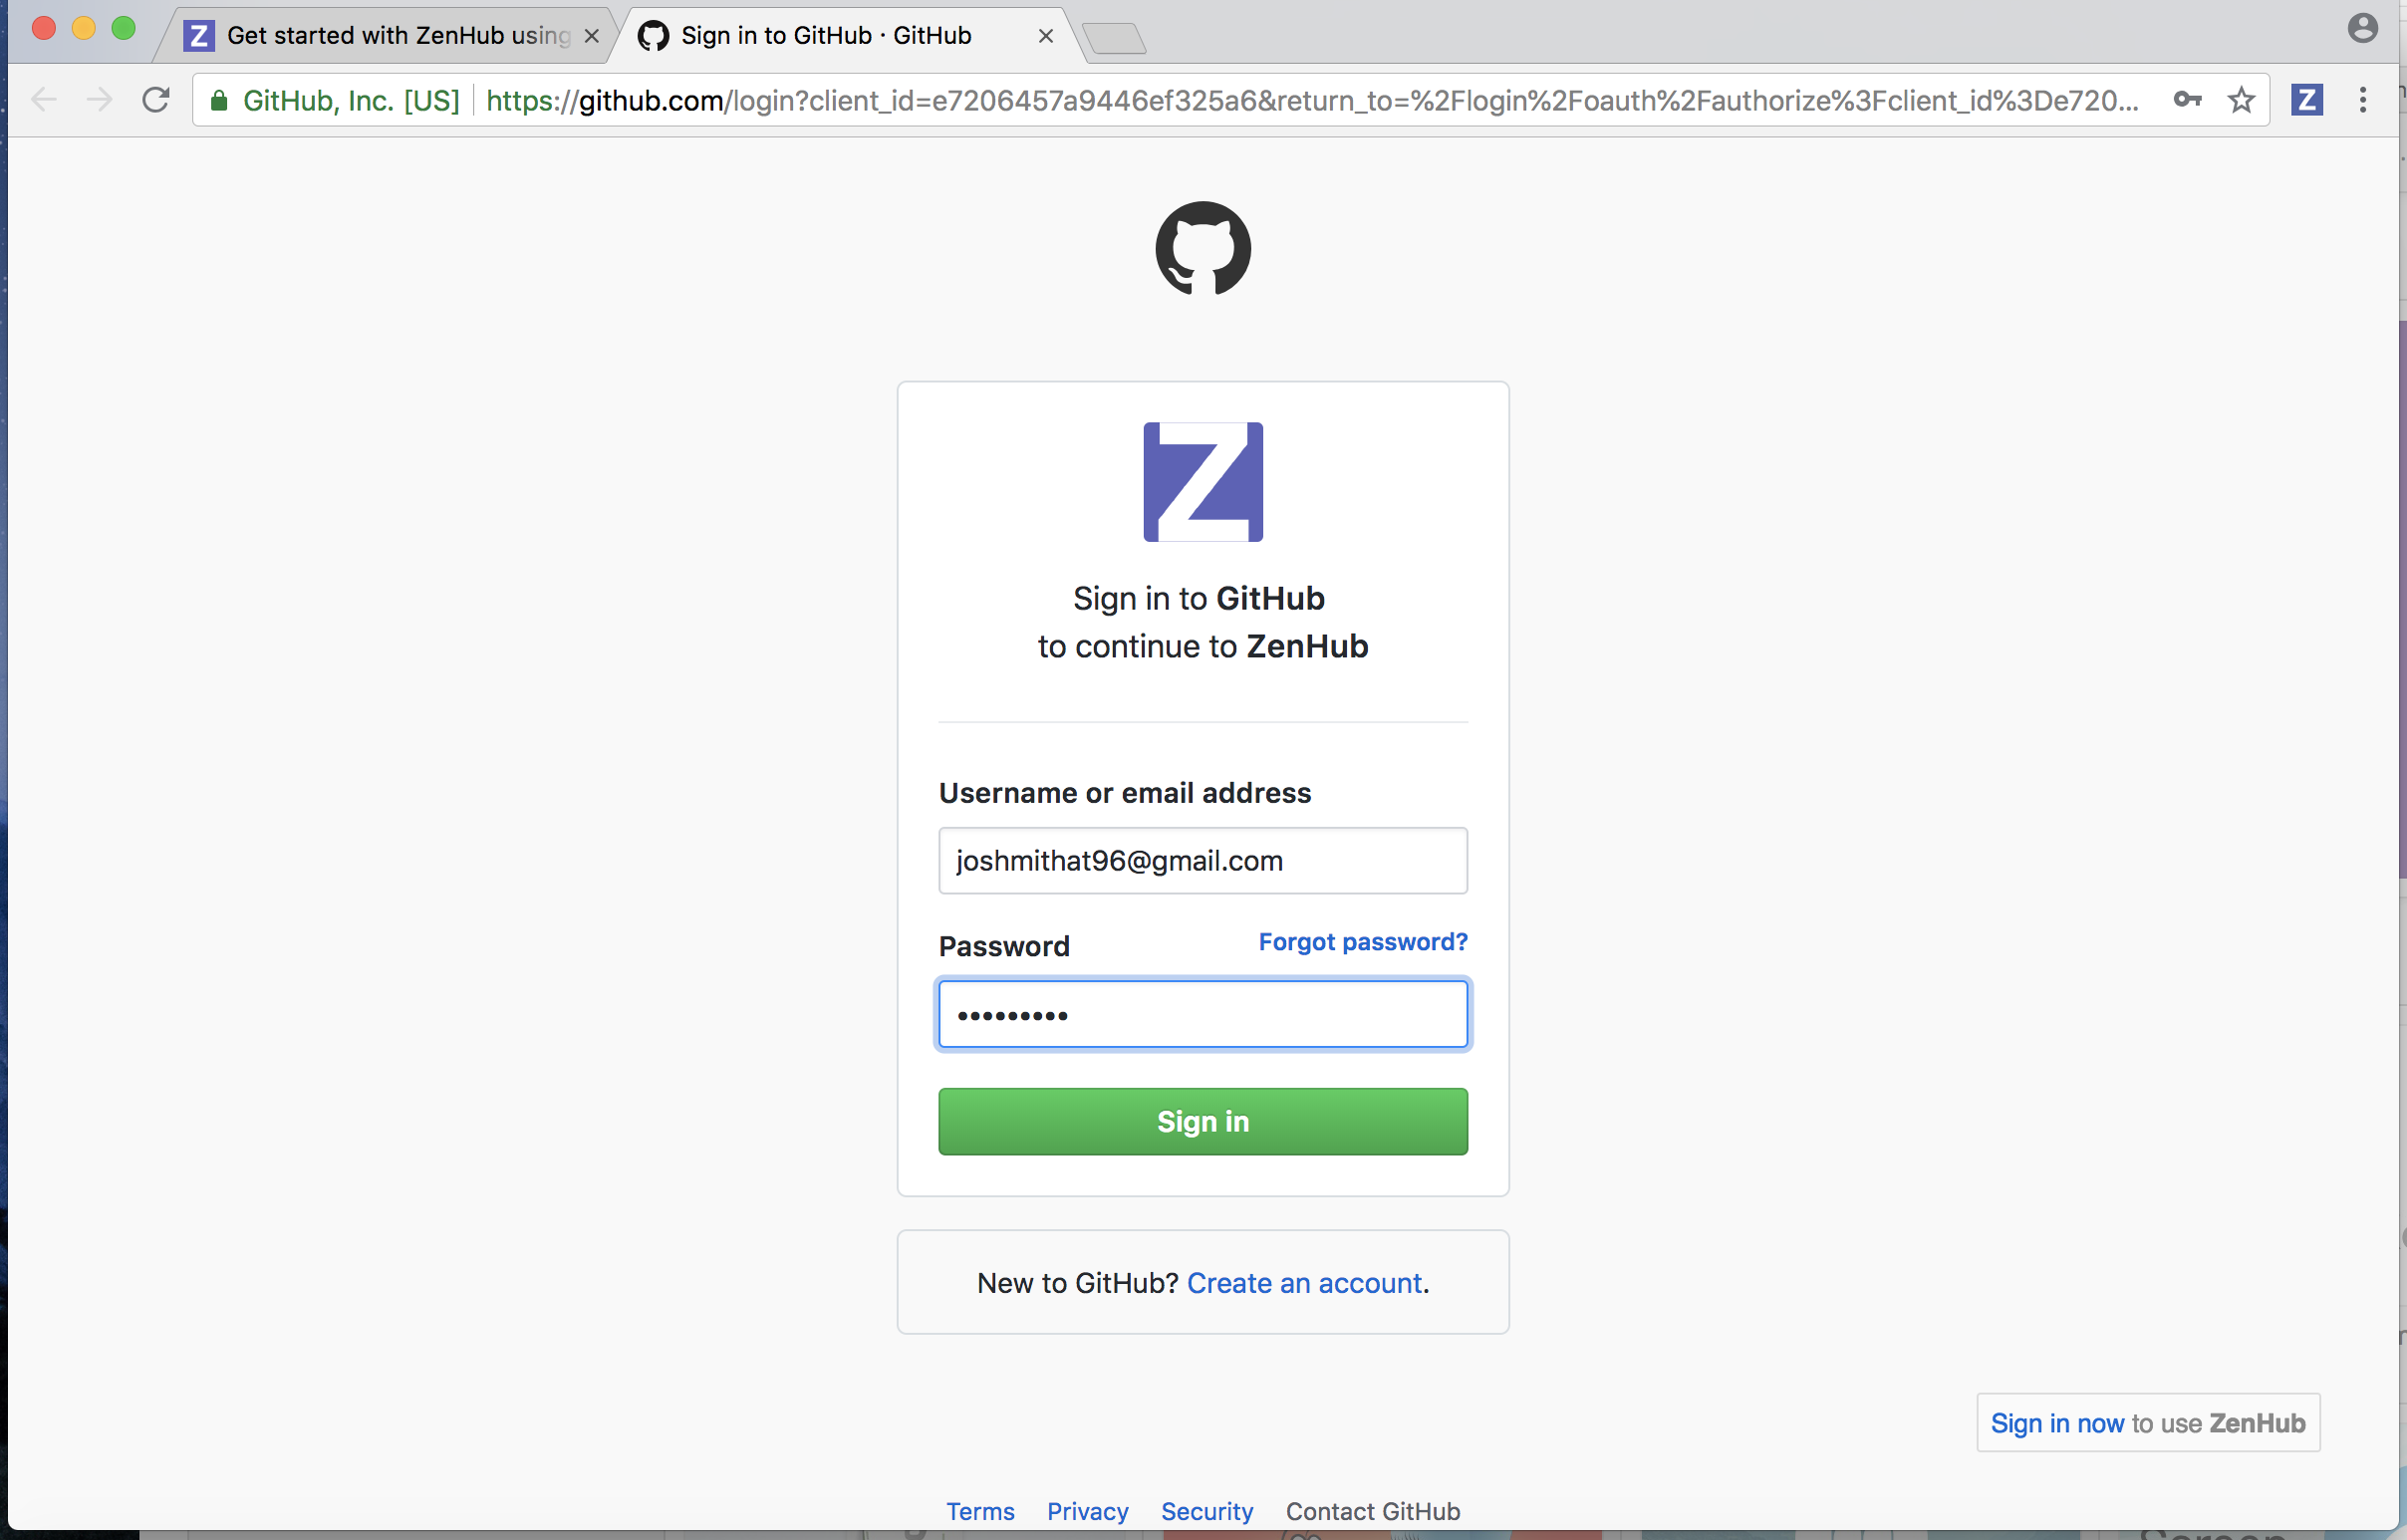 Get started with ZenHub using
Sign in to GitHub · GitHub
GitHub, Inc. [US]
https://github.com/login?client_id=e7206457a9446ef325a6&return_to=%2Flogin%2Foauth%2Fauthorize%3Fclient_id%3De720...
Z
Z
Sign in to GitHub
to continue to ZenHub
Username or email address
joshmithat96@gmail.com
Password
Forgot password?
•••••••••
Sign in
New to GitHub? Create an account.
Sign in now to use ZenHub
Terms
Privacy
Security
Contact GitHub